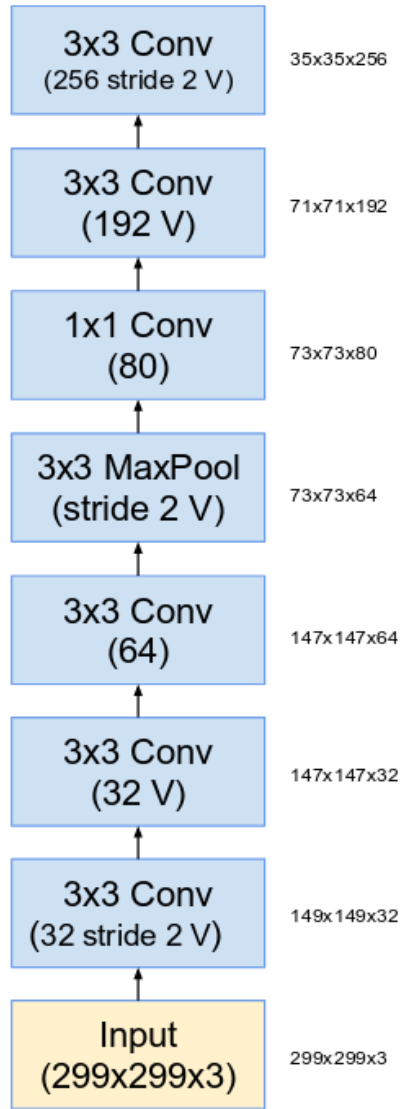 3x3 Conv
(256 stride 2 V)
35x35x256
3x3 Conv
(192 V)
71x71x192
1x1 Conv
(80)
73x73x80
3x3 MaxPool
(stride 2 V)
73x73x64
3x3 Conv
(64)
147x147x64
3x3 Conv
(32 V)
147x147x32
3x3 Conv
(32 stride 2 V)
149x149x32
Input
(299x299x3)
299x299x3